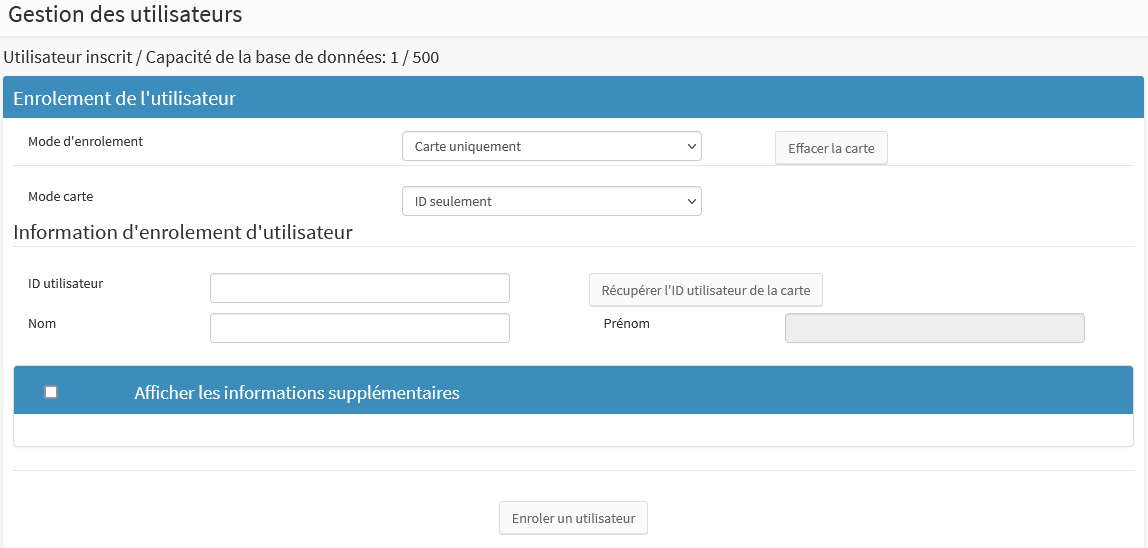 Gestion des utilisateurs
Utilisateur inscrit / Capacité de la base de données: 1 / 500
Enrolement de l'utilisateur
Mode d'enrolement Carte uniquement Effacer la carte
Mode carte ID seulement
Information d'enrolement d'utilisateur
ID utilisateur Récupérer l'ID utilisateur de la carte
Nom Prénom
Afficher les informations supplémentaires
Enroler un utilisateur